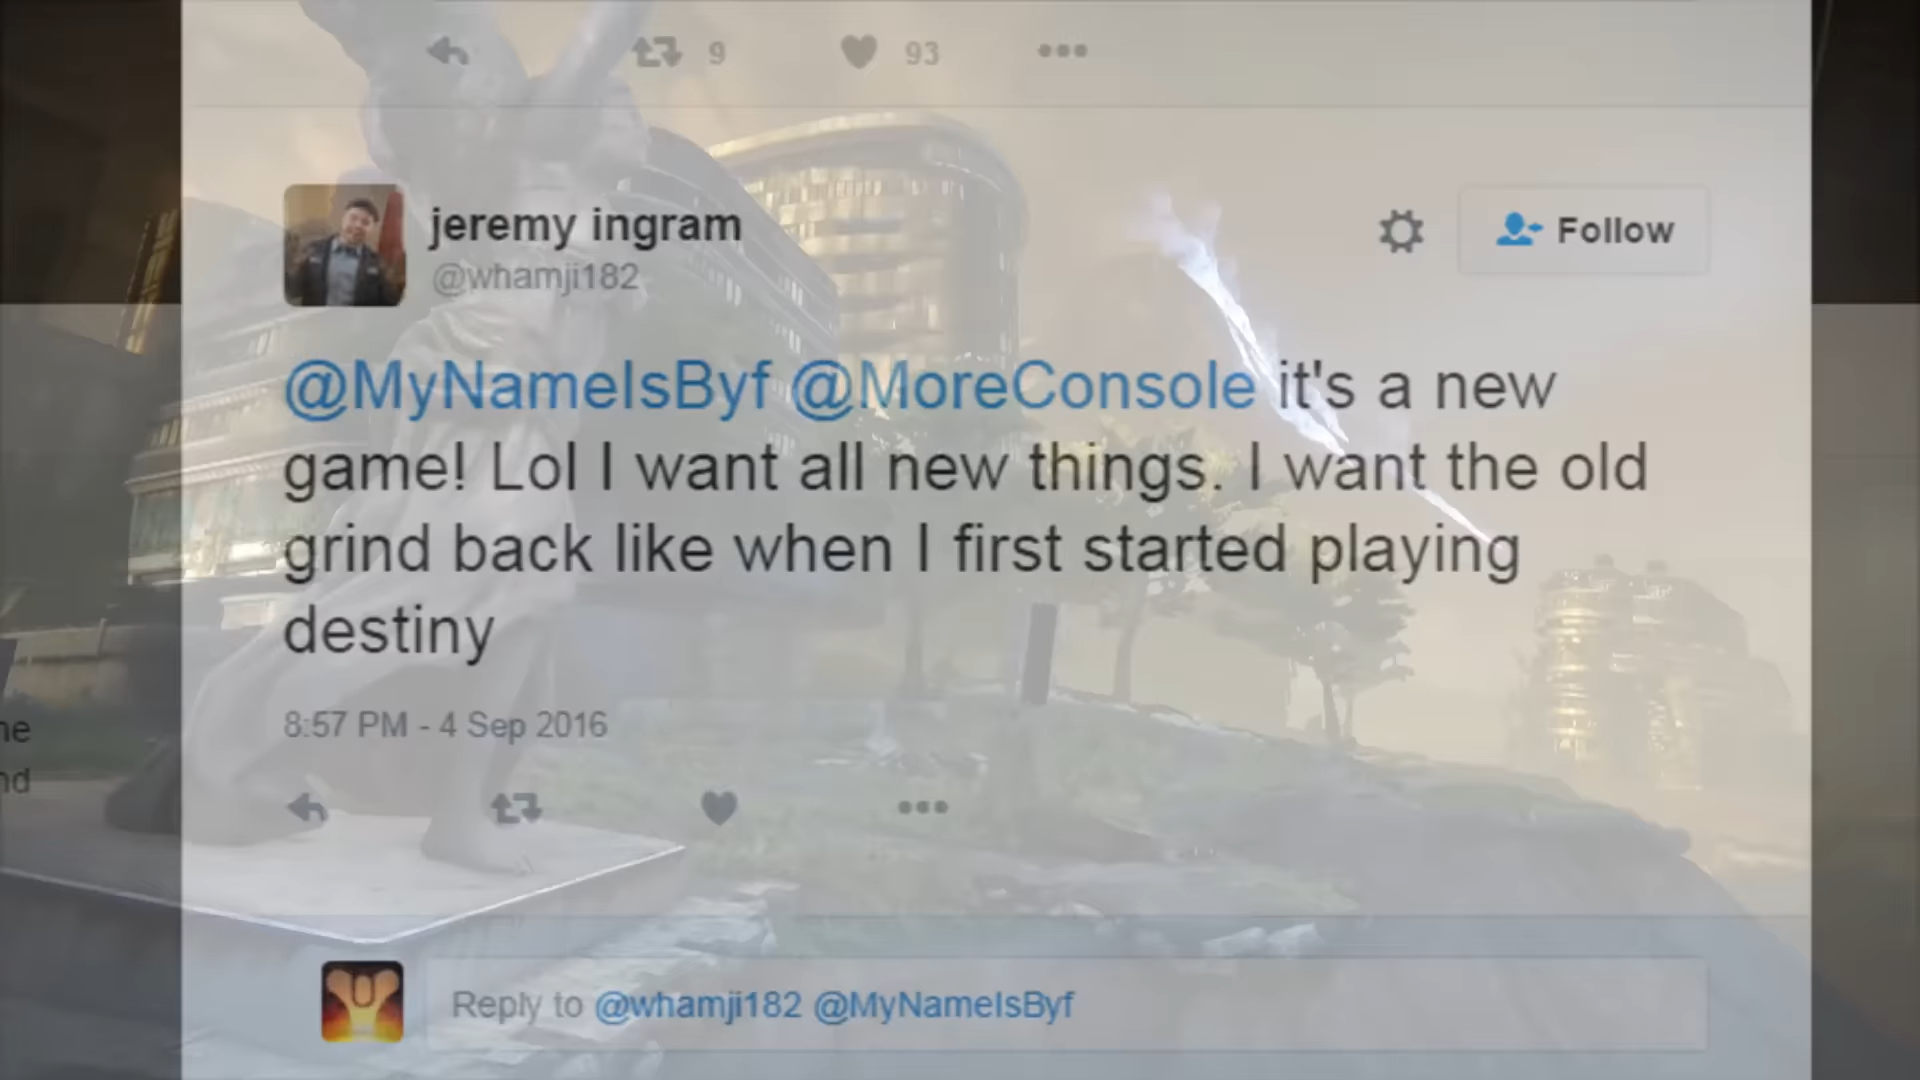 9 93
jeremy ingram
@whamji182
Follow
@MyNameIsByf @MoreConsole it's a new
game! Lol I want all new things. I want the old
grind back like when I first started playing
destiny
8:57 PM - 4 Sep 2016
Reply to @whamji182 @MyNameIsByf